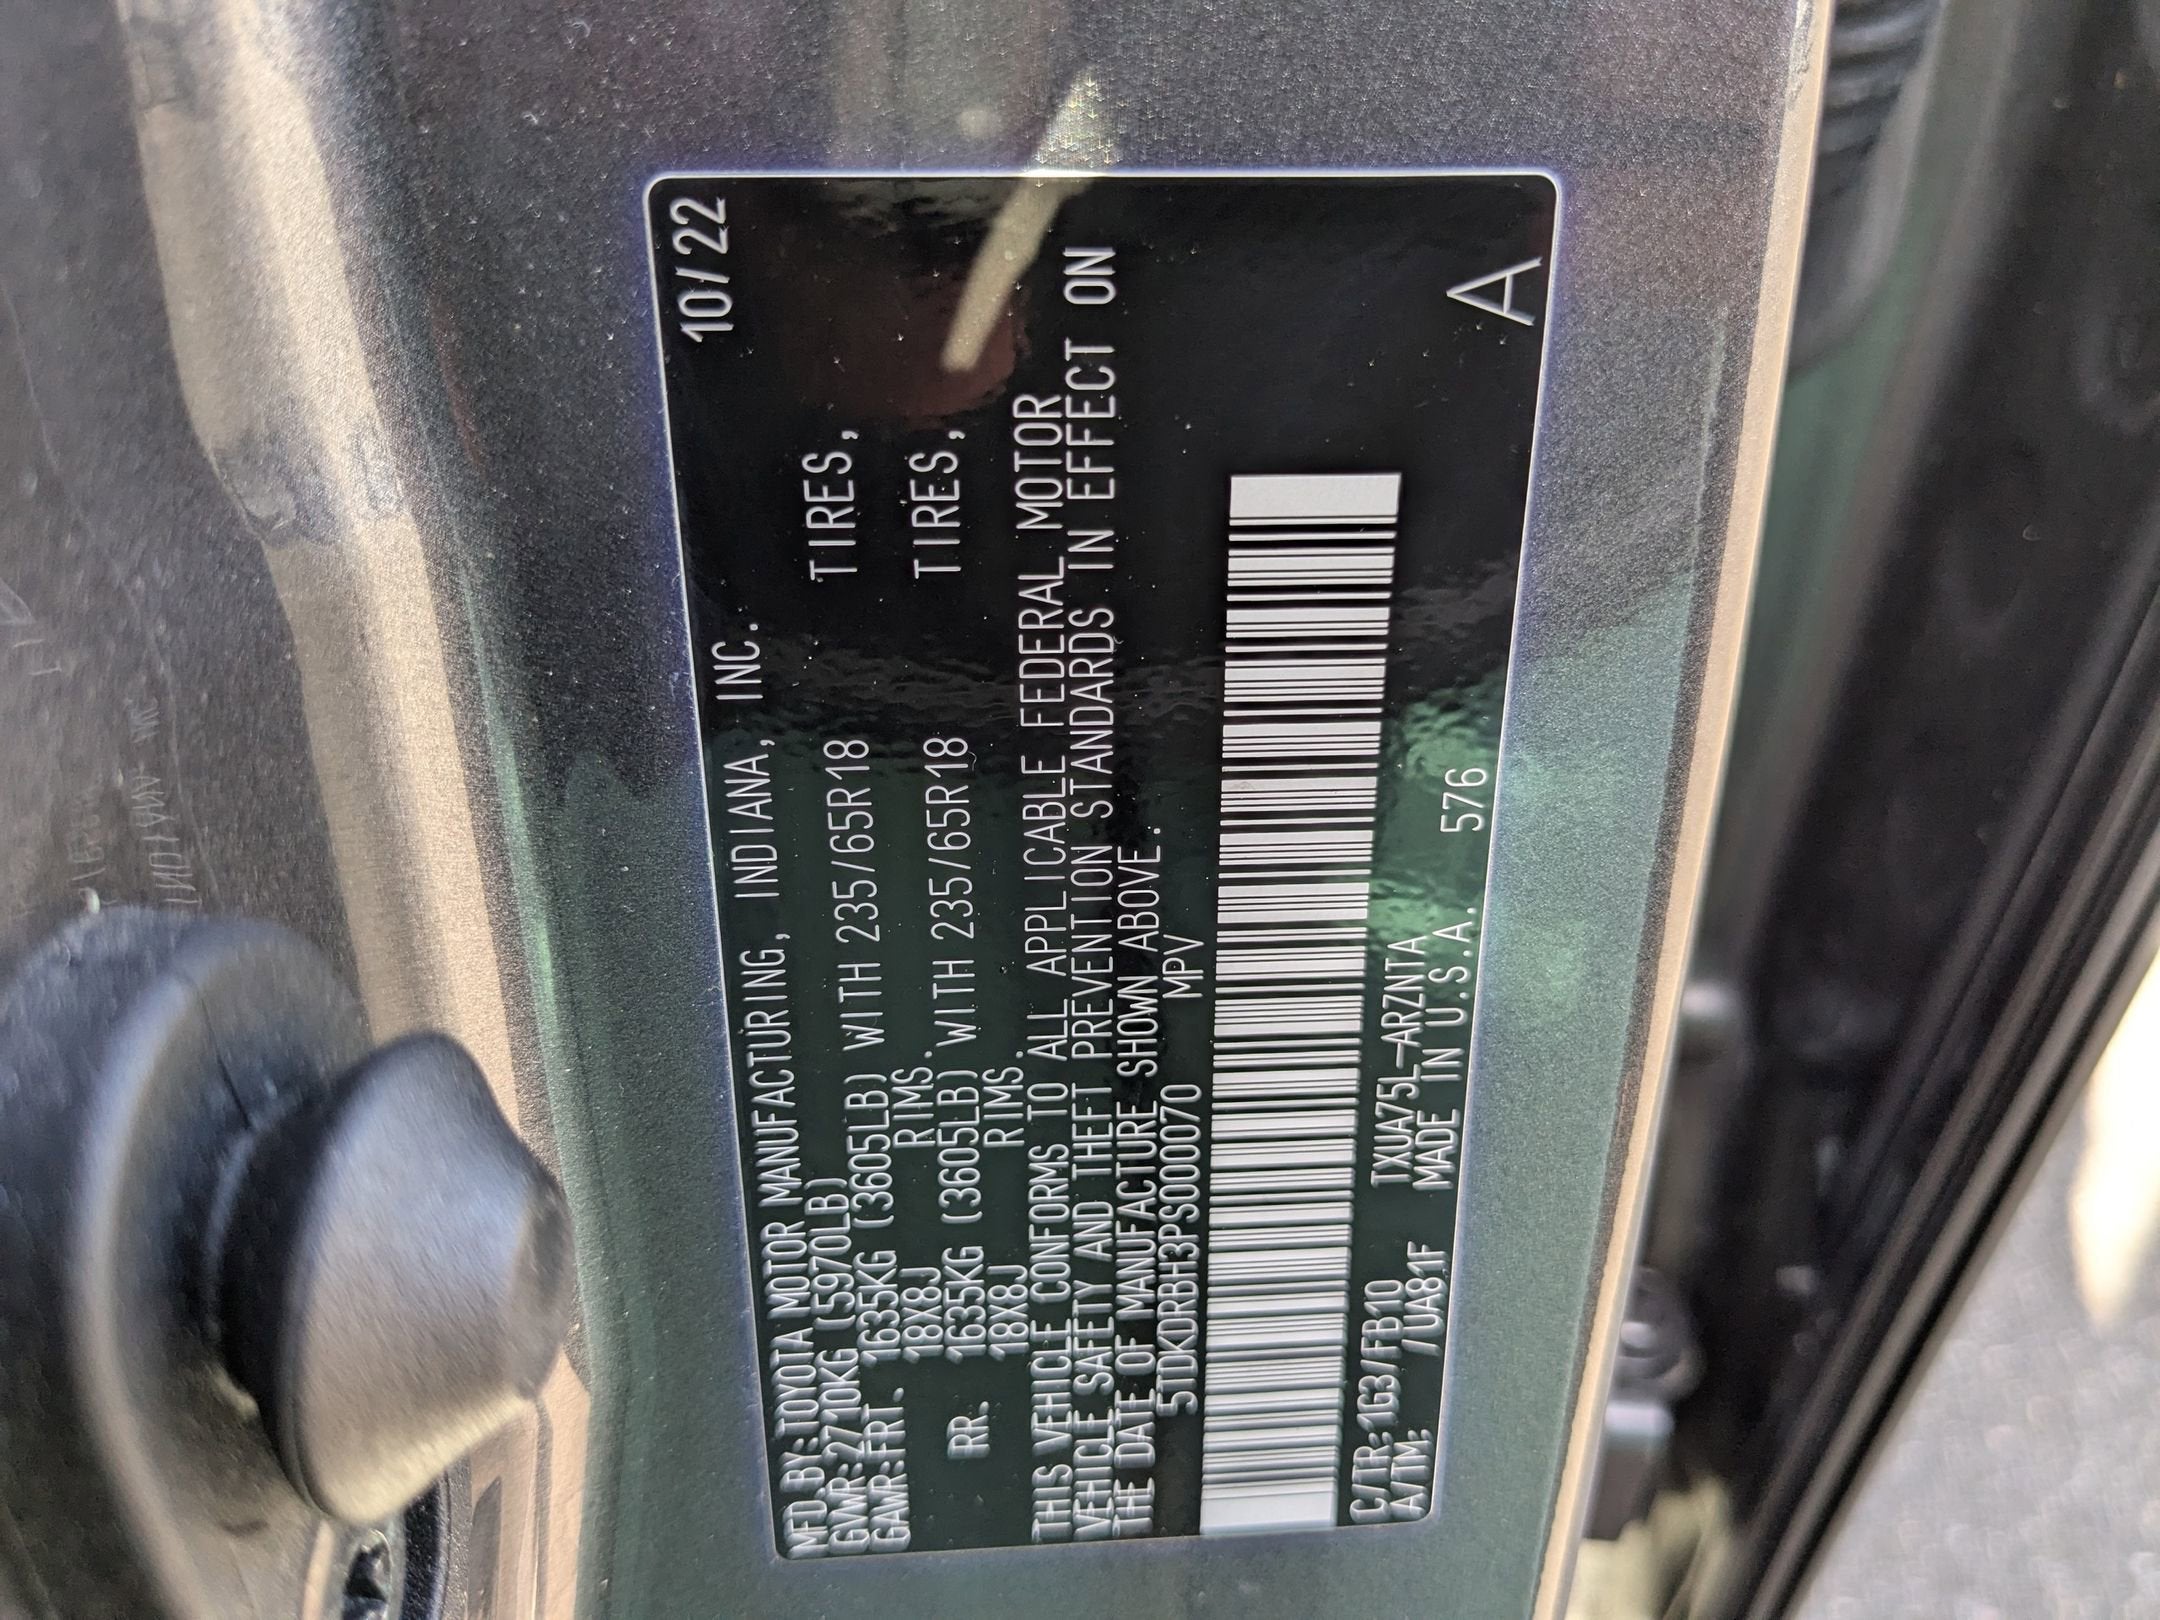 MFD.BY:TOYOTA MOTOR MANUFACTURING, INDIANA, INC. 10/22
GVWR:2710KG (5970LB)
GAWR:FRT. 1635KG (3605LB) WITH 235/65R18 TIRES,
18X8J RIMS.
RR. 1635KG (3605LB) WITH 235/65R18 TIRES,
18X8J RIMS.
THIS VEHICLE CONFORMS TO ALL APPLICABLE FEDERAL MOTOR
VEHICLE SAFETY AND THEFT PREVENTION STANDARDS IN EFFECT ON
THE DATE OF MANUFACTURE SHOWN ABOVE.
5TDKDRBH3PS000070 MPV
C/TR:1G3/FB10 TXUA75L-ARZNTA
A/TM: /UA81F MADE IN U.S.A. 576
A